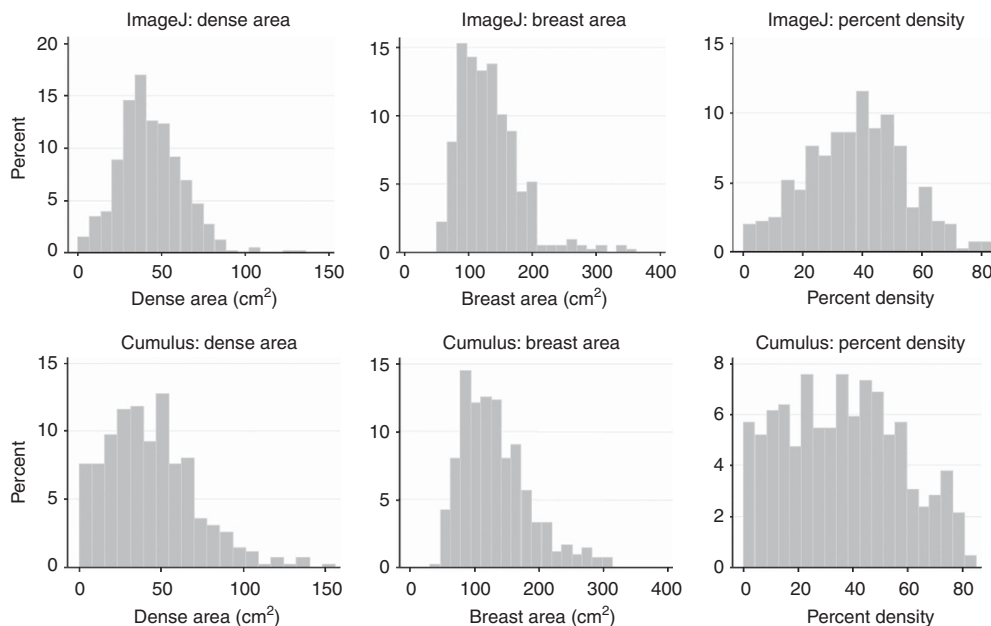 ImageJ: dense area
ImageJ: breast area
ImageJ: percent density
20
15
10
5
0
Percent
0 50 100 150
Dense area (cm²)
15
10
5
0
0 100 200 300 400
Breast area (cm²)
15
10
5
0
0 20 40 60 80
Percent density
Cumulus: dense area
Cumulus: breast area
Cumulus: percent density
15
10
5
0
Percent
0 50 100 150
Dense area (cm²)
15
10
5
0
0 100 200 300 400
Breast area (cm²)
8
6
4
2
0
0 20 40 60 80
Percent density